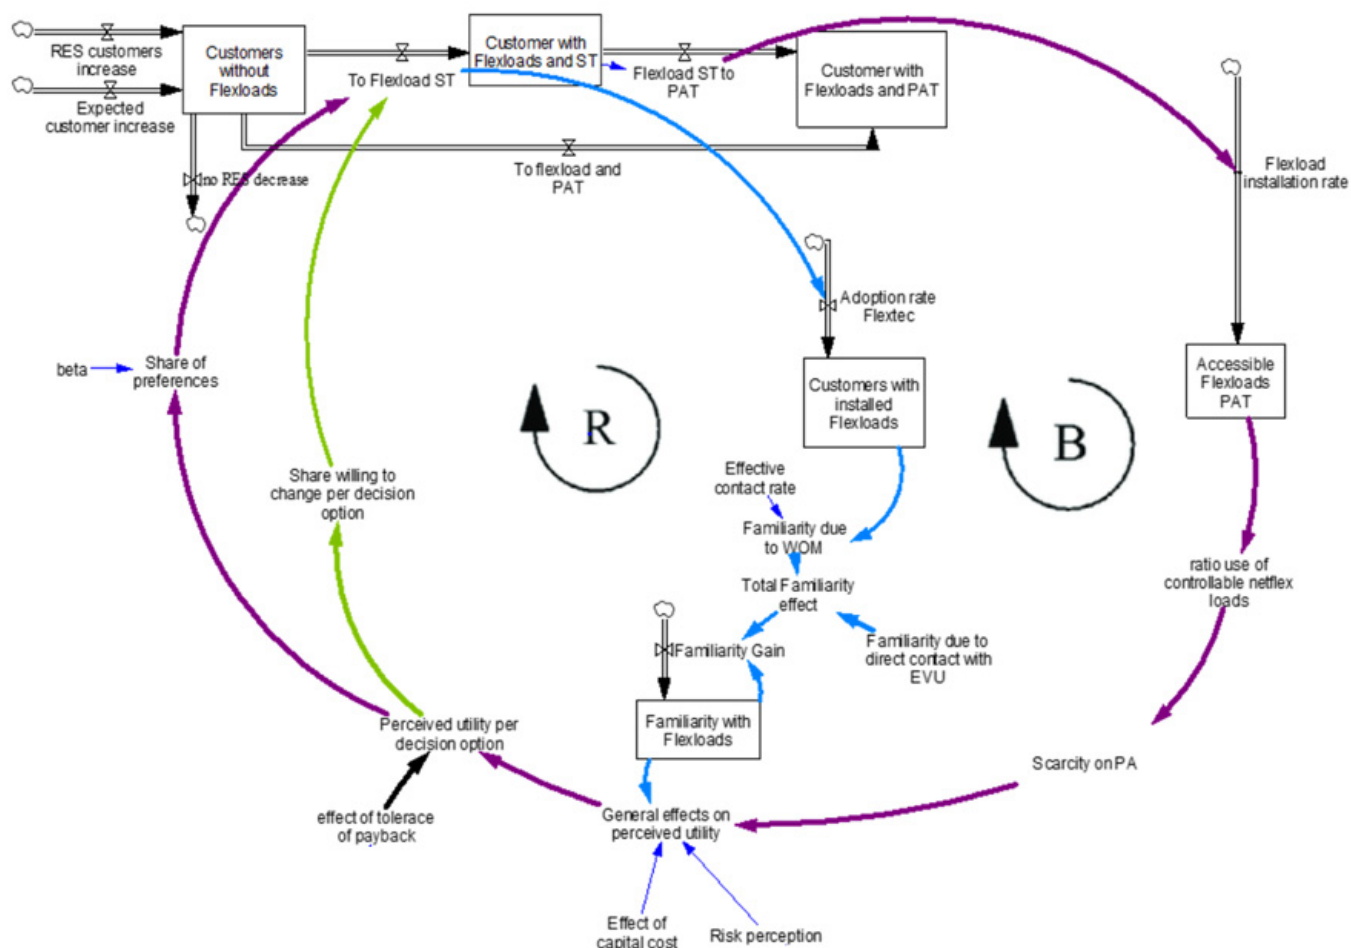 RES customers
increase
Expected
customer increase
Customers
without
Flexloads
To Flexload ST
Customer with
Flexloads and ST
Flexload ST to
PAT
Customer with
Flexloads and PAT
no RES decrease
To flexload and
PAT
Flexload
installation rate
Adoption rate
Flextec
beta
Share of
preferences
R
B
Customers with
installed
Flexloads
Accessible
Flexloads
PAT
Share willing to
change per decision
option
Effective
contact rate
Familiarity due
to WOM
Total Familiarity
effect
ratio use of
controllable netflex
loads
Familiarity Gain
Familiarity due to
direct contact with
EVU
Perceived utility per
decision option
Familiarity with
Flexloads
Scarcity on PA
effect of tolerace
of payback
General effects on
perceived utility
Effect of
capital cost
Risk perception